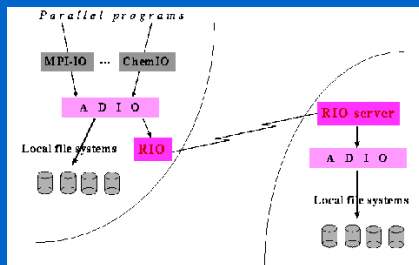 Parallel programs
MPI-IO ... ChemIO
A D I O
Local file systems
RIO
RIO server
A D I O
Local file systems